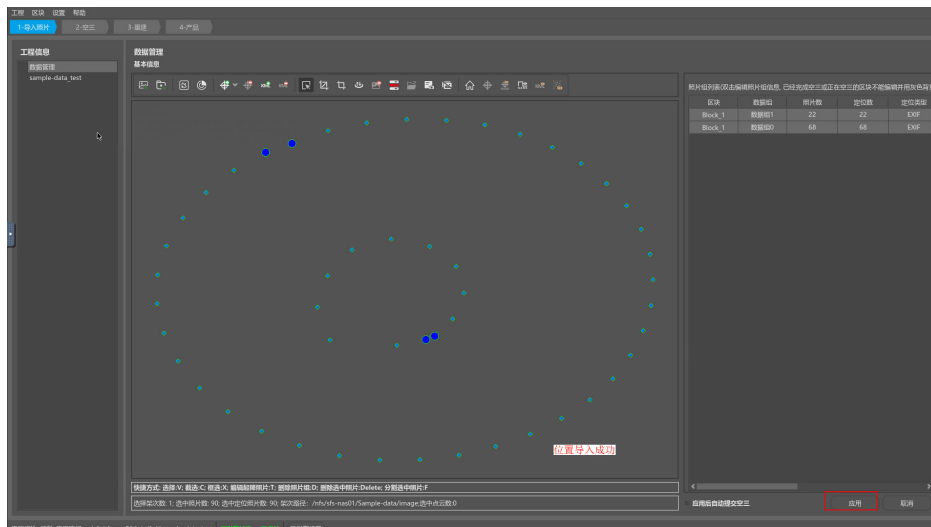 工程 区块 设置 帮助
1-导入照片 2-空三 3-重建 4-产品
工程信息
数据管理
sample-data_test
数据管理
基本信息
照片组列表(双击编辑照片组信息, 已经完成空三或正在空三的区块不能编辑并用灰色背
区块 数据组 照片数 定位数 定位类型
Block_1 数据组1 22 22 EXIF
Block_1 数据组0 68 68 EXIF
位置导入成功
快捷方式: 选择:V; 截选:C; 框选:X; 编辑故障照片:T; 删除照片组:D; 删除选中照片:Delete; 分割选中照片:F
选择架次数: 1; 选中照片数: 90; 选中定位照片数: 90; 架次路径: /nfs/sfs-nas01/Sample-data/image;选中点云数:0
应用后自动提交空三 应用 取消